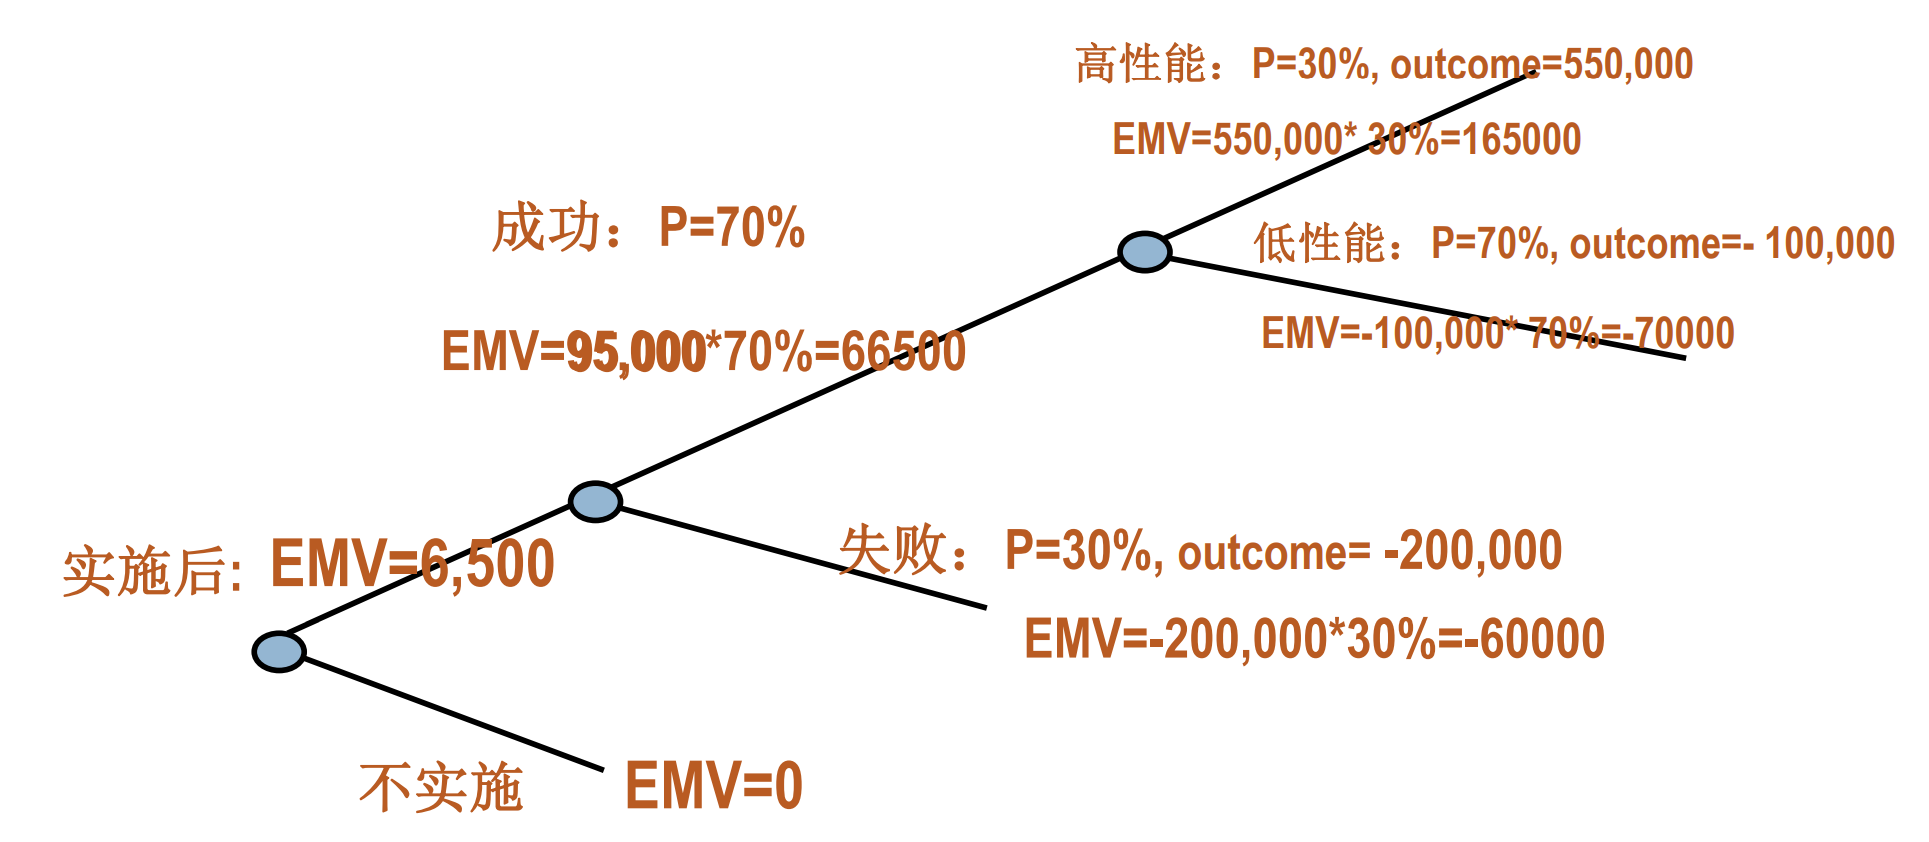 高性能：P=30%, outcome=550,000
EMV=550,000* 30%=165000
成功：P=70%
低性能：P=70%, outcome=- 100,000
EMV=-100,000* 70%=-70000
EMV=95,000*70%=66500
失败：P=30%, outcome= -200,000
实施后: EMV=6,500
EMV=-200,000*30%=-60000
不实施 EMV=0